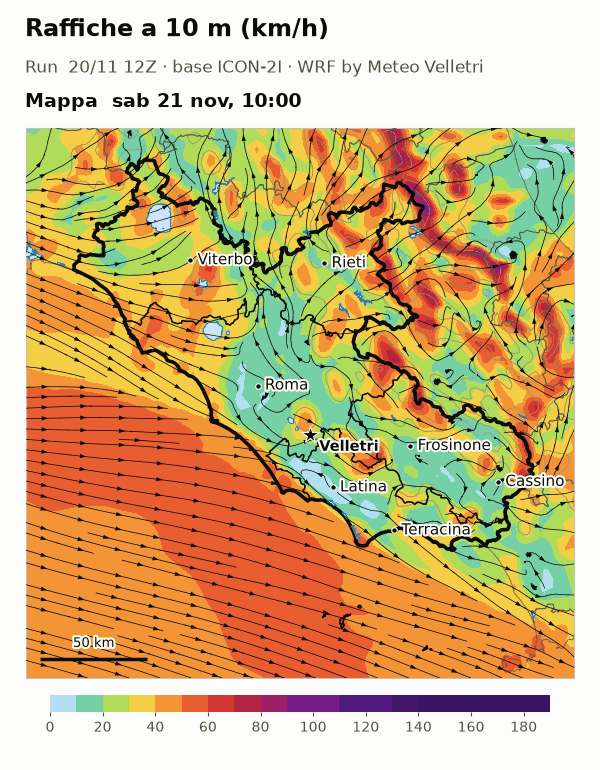 Raffiche a 10 m (km/h)
Run 20/11 12Z · base ICON-2I · WRF by Meteo Velletri
Mappa sab 21 nov, 10:00
Viterbo
Rieti
Roma
Velletri
Frosinone
Latina
Cassino
Terracina
50 km
0 20 40 60 80 100 120 140 160 180